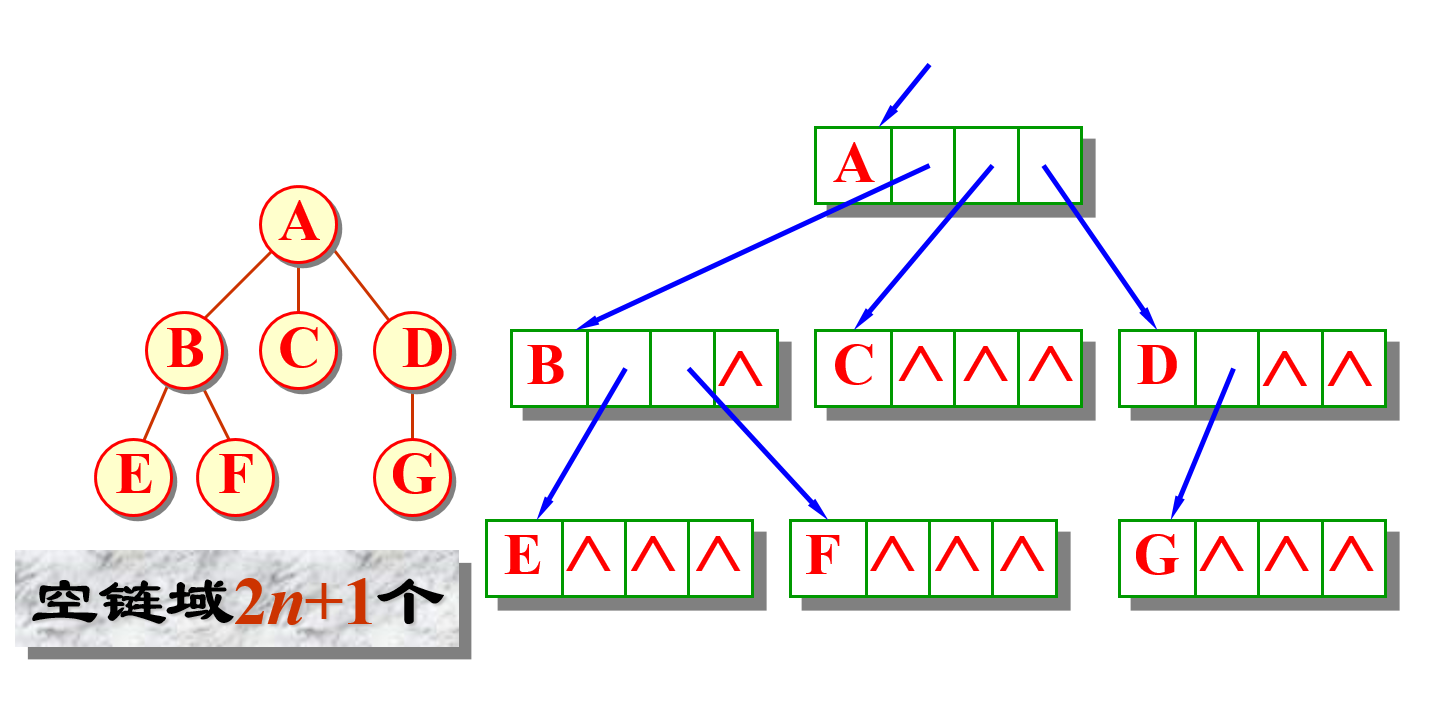 A
B C D
E F G
空链域2n+1个
A
B ∧ C ∧ ∧ ∧ D ∧ ∧
E ∧ ∧ ∧ F ∧ ∧ ∧ G ∧ ∧ ∧